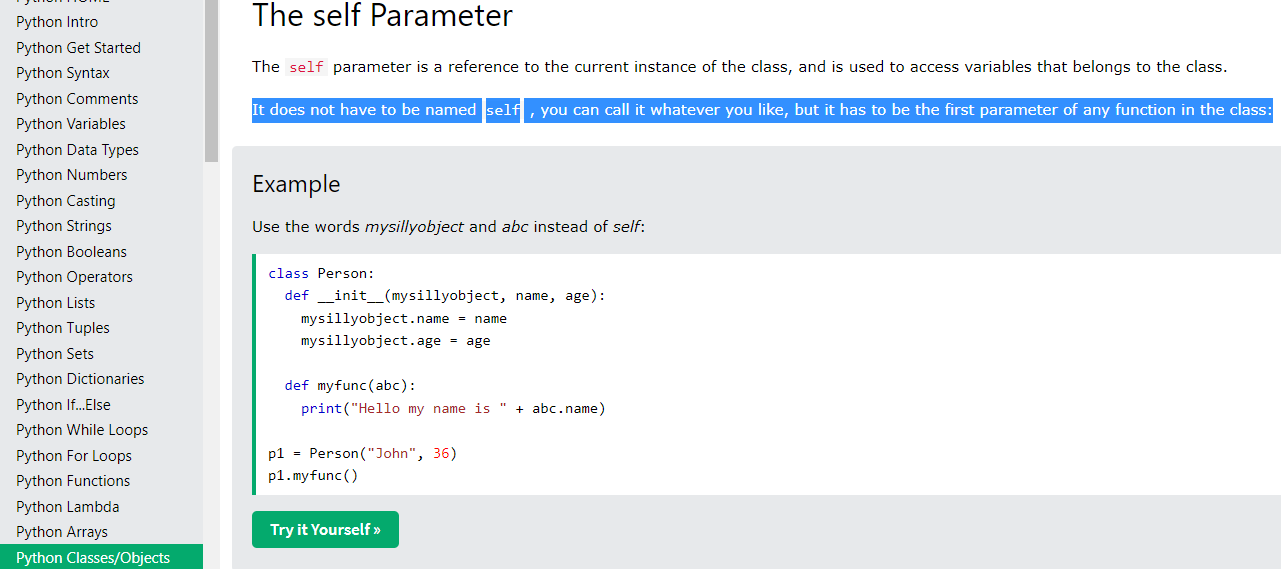 Python Intro
Python Get Started
Python Syntax
Python Comments
Python Variables
Python Data Types
Python Numbers
Python Casting
Python Strings
Python Booleans
Python Operators
Python Lists
Python Tuples
Python Sets
Python Dictionaries
Python If...Else
Python While Loops
Python For Loops
Python Functions
Python Lambda
Python Arrays
Python Classes/Objects
The self Parameter
The self parameter is a reference to the current instance of the class, and is used to access variables that belongs to the class.
It does not have to be named self , you can call it whatever you like, but it has to be the first parameter of any function in the class:
Example
Use the words mysillyobject and abc instead of self:
class Person:
  def __init__(mysillyobject, name, age):
    mysillyobject.name = name
    mysillyobject.age = age
  def myfunc(abc):
    print("Hello my name is " + abc.name)
p1 = Person("John", 36)
p1.myfunc()
Try it Yourself »